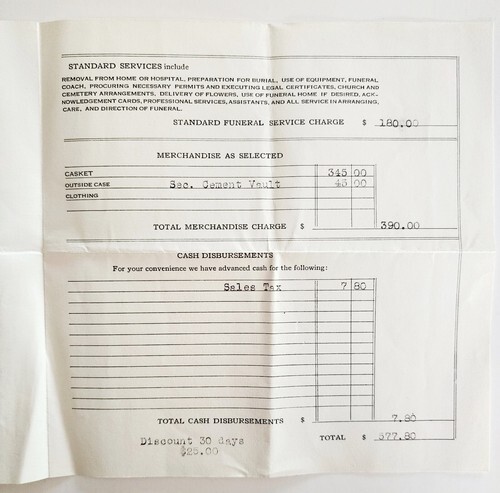 STANDARD SERVICES include
REMOVAL FROM HOME OR HOSPITAL, PREPARATION FOR BURIAL, USE OF EQUIPMENT, FUNERAL
COACH, PROCURING NECESSARY PERMITS AND EXECUTING LEGAL CERTIFICATES, CHURCH AND
CEMETERY ARRANGEMENTS, DELIVERY OF FLOWERS, USE OF FUNERAL HOME IF DESIRED, ACK-
NOWLEDGEMENT CARDS, PROFESSIONAL SERVICES, ASSISTANTS, AND ALL SERVICE IN ARRANGING,
CARE, AND DIRECTION OF FUNERAL.
STANDARD FUNERAL SERVICE CHARGE $ 180.00
MERCHANDISE AS SELECTED
CASKET 345 00
OUTSIDE CASE Sec. Cement Vault 45 00
CLOTHING
TOTAL MERCHANDISE CHARGE $ 390.00
CASH DISBURSEMENTS
For your convenience we have advanced cash for the following:
Sales Tax 7 80
TOTAL CASH DISBURSEMENTS $ 7.80
Discount 30 days TOTAL $ 577.80
$25.00